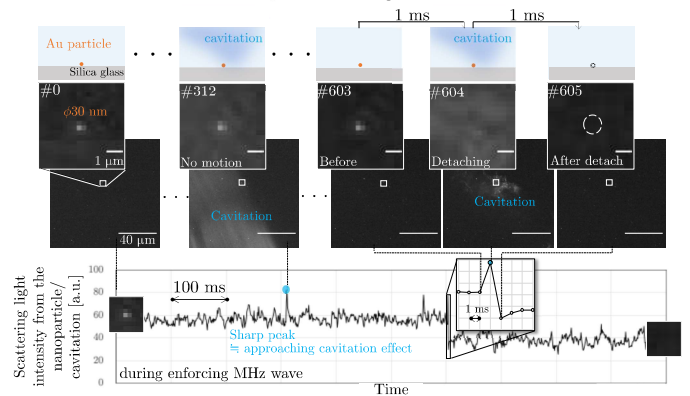 1 ms
1 ms
Au particle
cavitation
Silica glass
#0
#312
#603
#604
#605
ϕ30 nm
1 μm
No motion
Before
Detaching
After detach
Cavitation
Cavitation
40 μm
Scattering light
intensity from the
nanoparticle/
cavitation [a.u.]
100
80
60
40
20
0
100 ms
Sharp peak
≒ approaching cavitation effect
1 ms
during enforcing MHz wave
Time